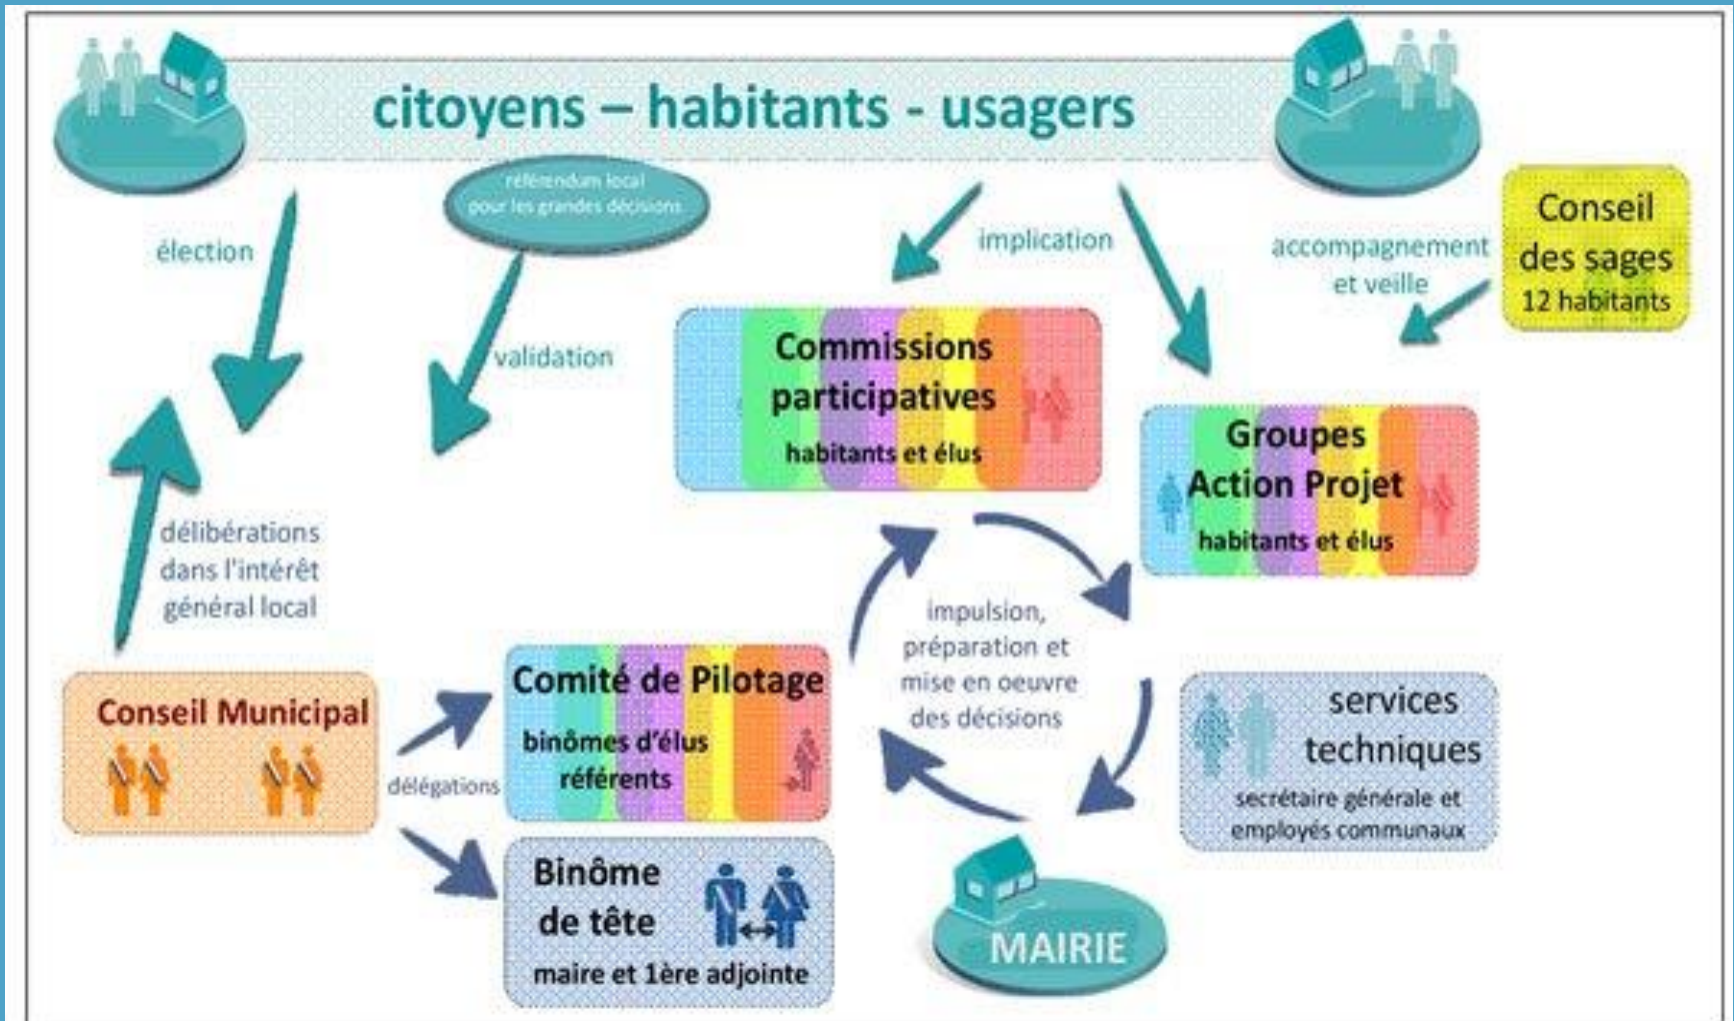 citoyens – habitants - usagers
référendum local
pour les grandes décisions
élection
validation
implication
accompagnement
et veille
Conseil
des sages
12 habitants
Commissions
participatives
habitants et élus
Groupes
Action Projet
habitants et élus
délibérations
dans l'intérêt
général local
impulsion,
préparation et
mise en oeuvre
des décisions
Conseil Municipal
délégations
Comité de Pilotage
binômes d'élus
référents
services
techniques
secrétaire générale et
employés communaux
Binôme
de tête
maire et 1ère adjointe
MAIRIE